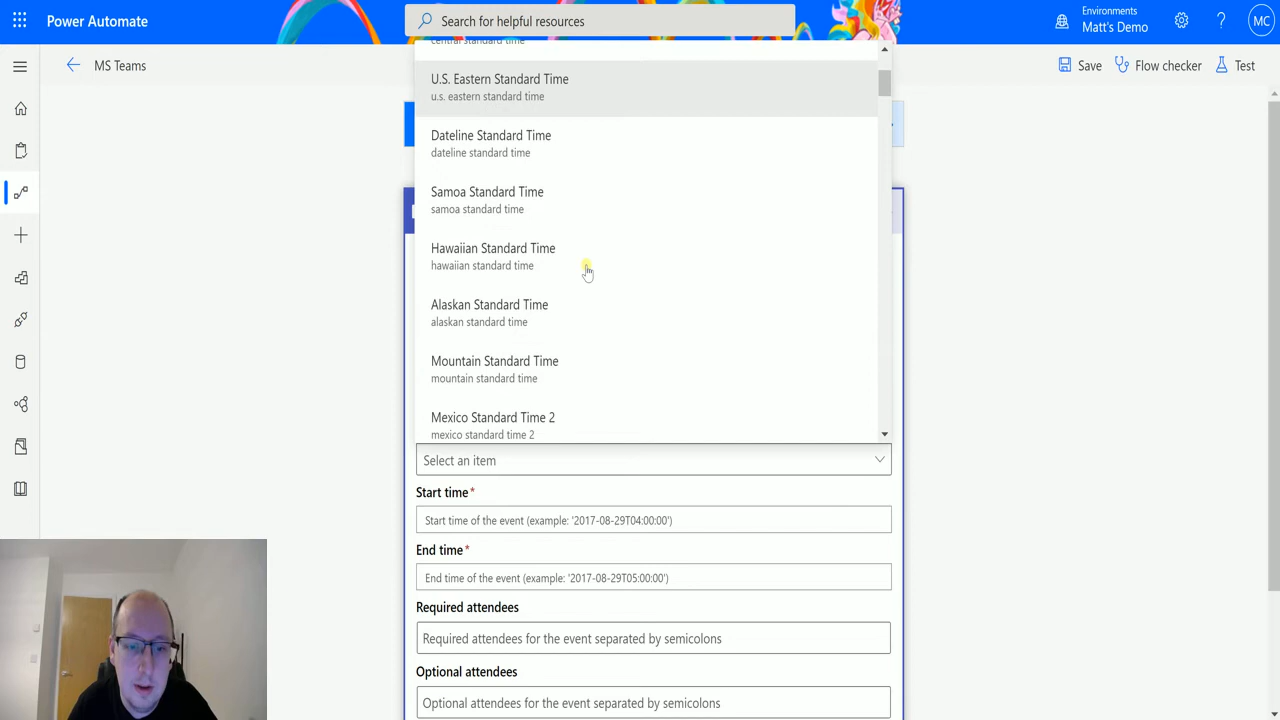 Power Automate
Search for helpful resources
Environments
Matt's Demo
MC
MS Teams
Save
Flow checker
Test
central standard time
U.S. Eastern Standard Time
u.s. eastern standard time
Dateline Standard Time
dateline standard time
Samoa Standard Time
samoa standard time
Hawaiian Standard Time
hawaiian standard time
Alaskan Standard Time
alaskan standard time
Mountain Standard Time
mountain standard time
Mexico Standard Time 2
mexico standard time 2
Select an item
Start time*
Start time of the event (example: '2017-08-29T04:00:00')
End time*
End time of the event (example: '2017-08-29T05:00:00')
Required attendees
Required attendees for the event separated by semicolons
Optional attendees
Optional attendees for the event separated by semicolons